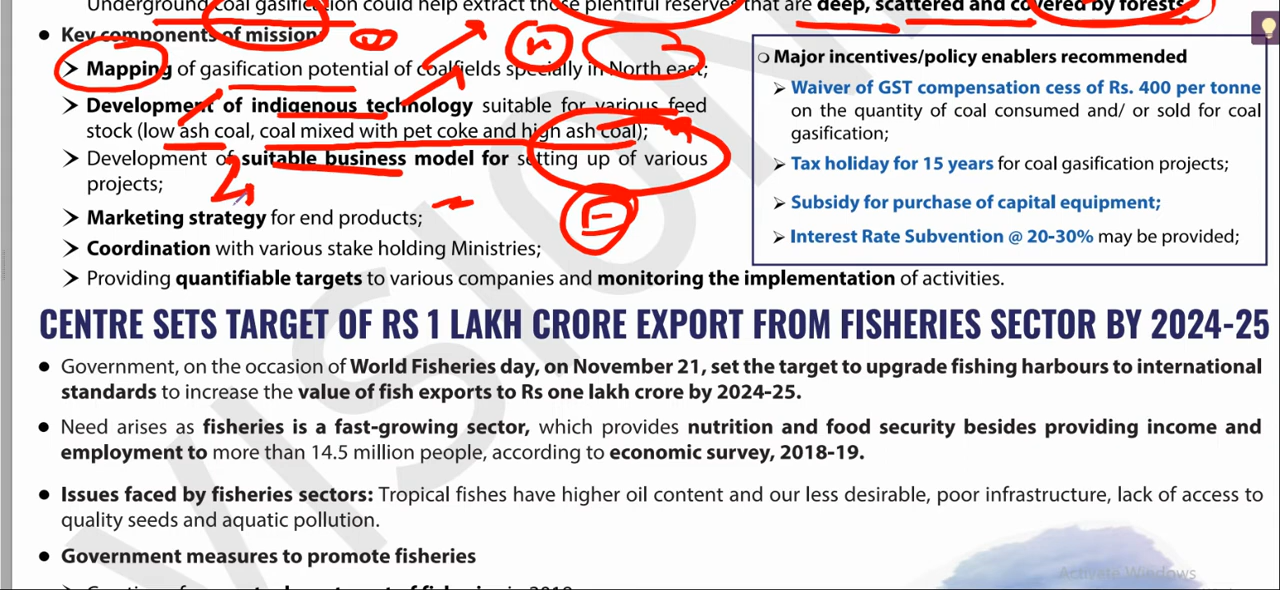 Underground coal gasification could help extract those plentiful reserves that are deep, scattered and covered by forests.
● Key components of mission
➤ Mapping of gasification potential of coalfields specially in North east;
➤ Development of indigenous technology suitable for various feed
stock (low ash coal, coal mixed with pet coke and high ash coal);
➤ Development of suitable business model for setting up of various
projects;
➤ Marketing strategy for end products;
➤ Coordination with various stake holding Ministries;
➤ Providing quantifiable targets to various companies and monitoring the implementation of activities.
○ Major incentives/policy enablers recommended
➤ Waiver of GST compensation cess of Rs. 400 per tonne
on the quantity of coal consumed and/ or sold for coal
gasification;
➤ Tax holiday for 15 years for coal gasification projects;
➤ Subsidy for purchase of capital equipment;
➤ Interest Rate Subvention @ 20-30% may be provided;
CENTRE SETS TARGET OF RS 1 LAKH CRORE EXPORT FROM FISHERIES SECTOR BY 2024-25
● Government, on the occasion of World Fisheries day, on November 21, set the target to upgrade fishing harbours to international
standards to increase the value of fish exports to Rs one lakh crore by 2024-25.
● Need arises as fisheries is a fast-growing sector, which provides nutrition and food security besides providing income and
employment to more than 14.5 million people, according to economic survey, 2018-19.
● Issues faced by fisheries sectors: Tropical fishes have higher oil content and our less desirable, poor infrastructure, lack of access to
quality seeds and aquatic pollution.
● Government measures to promote fisheries
VISION
Activate Windows